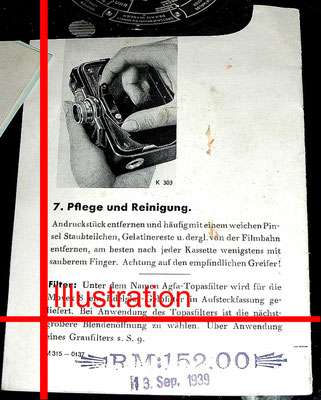 K 303
7. Pflege und Reinigung.
Andruckstück entfernen und häufig mit einem weichen Pin-
sel Staubteilchen, Gelatinereste u. dergl. von der Filmbahn
entfernen, am besten nach jeder Kassette wenigstens mit
sauberem Finger. Achtung auf den empfindlichen Greifer!
Filter: Unter dem Namen Agfa-Topasfilter wird für die
Illustration
liefert. Bei Anwendung des Topasfilters ist die nächst-
größere Blendenöffnung zu wählen. Über Anwendung
eines Graufilters s. S. 9.
M 315 — 0137
RM:152.00
13. Sep. 1939